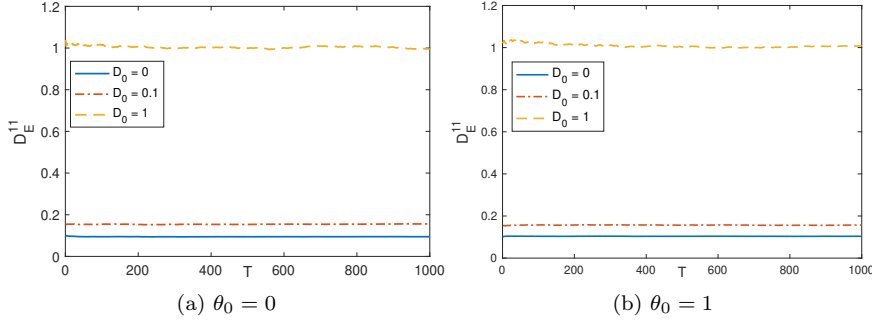 1.2
1
0.8
0.6
0.4
0.2
0
D_E^11
D_0 = 0
D_0 = 0.1
D_0 = 1
0 200 400 600 800 1000
T
(a) θ_0 = 0
1.2
1
0.8
0.6
0.4
0.2
0
D_E^11
D_0 = 0
D_0 = 0.1
D_0 = 1
0 200 400 600 800 1000
T
(b) θ_0 = 1